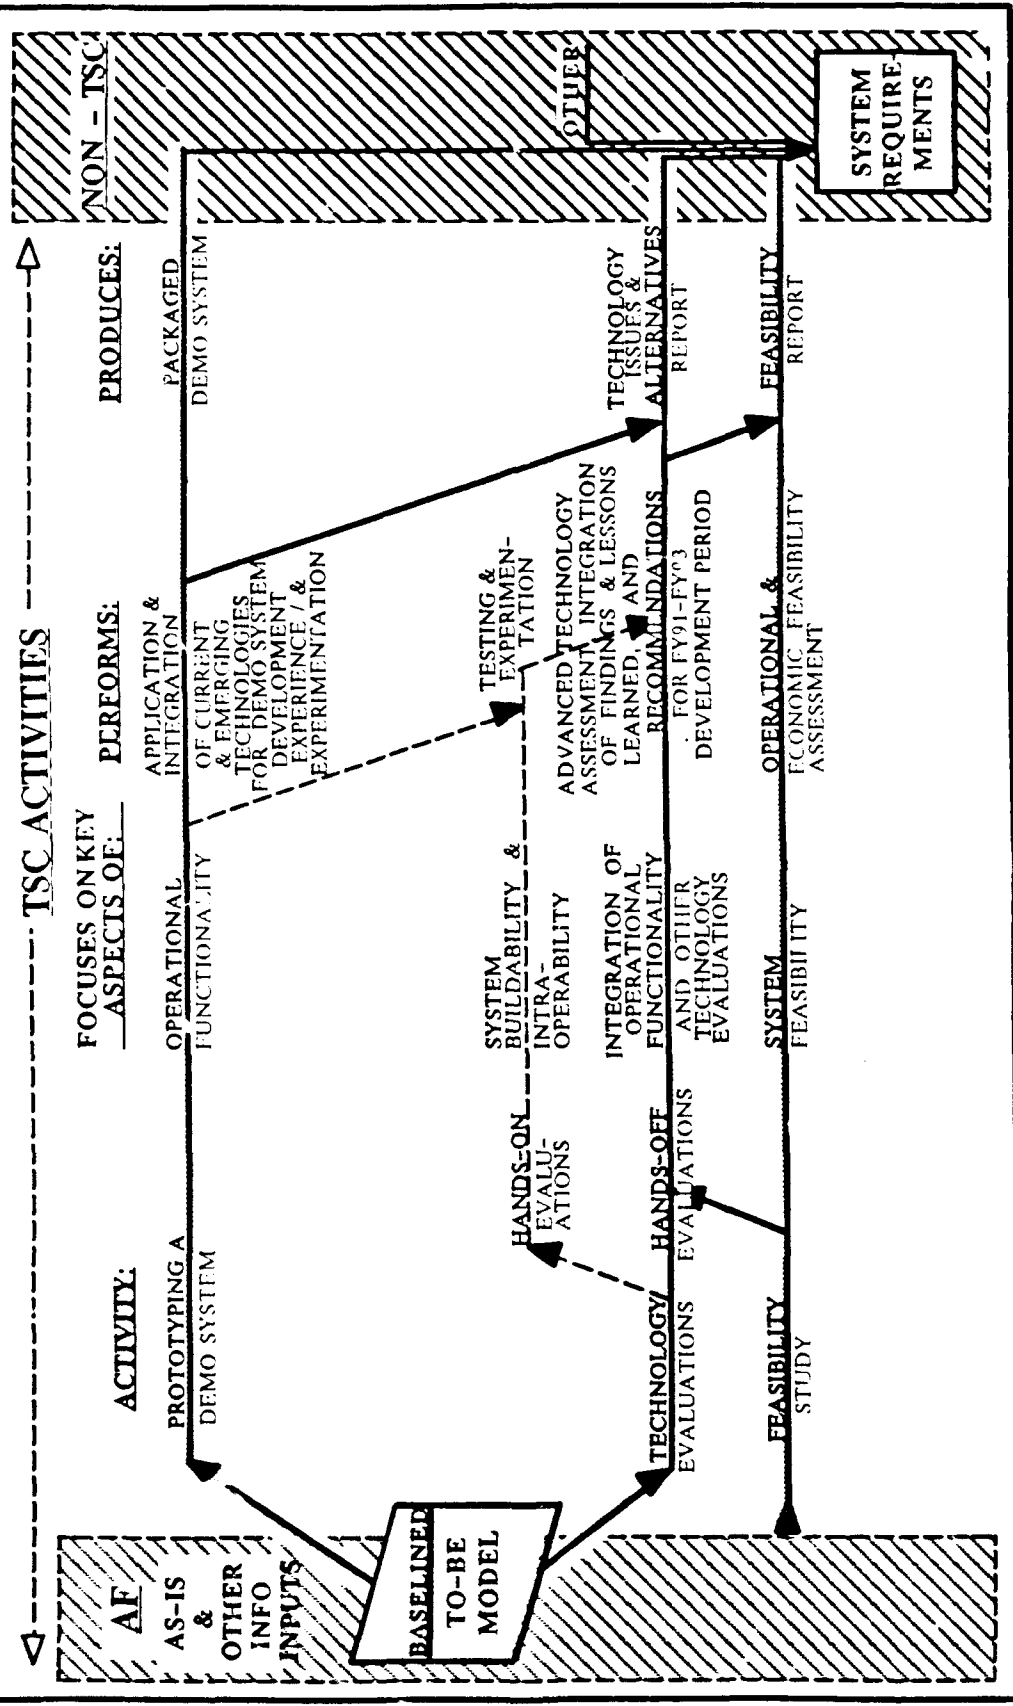 TSC ACTIVITIES
AF
AS-IS
&
OTHER
INFO
INPUTS
BASELINED
TO-BE
MODEL
ACTIVITY:
PROTOTYPING A
DEMO SYSTEM
TECHNOLOGY
EVALUATIONS
FEASIBILITY
STUDY
HANDS-ON
EVALU-
ATIONS
HANDS-OFF
EVALUATIONS
FOCUSES ON KEY
ASPECTS OF:
OPERATIONAL
FUNCTIONALITY
SYSTEM
BUILDABILITY &
INTRA-
OPERABILITY
INTEGRATION OF
OPERATIONAL
FUNCTIONALITY
AND OTHER
TECHNOLOGY
EVALUATIONS
SYSTEM
FEASIBILITY
PERFORMS:
APPLICATION &
INTEGRATION
OF CURRENT
& EMERGING
TECHNOLOGIES
FOR DEMO SYSTEM
DEVELOPMENT
EXPERIENCE / &
EXPERIMENTATION
TESTING &
EXPERIMEN-
TATION
ADVANCED TECHNOLOGY
ASSESSMENT INTEGRATION
OF FINDINGS & LESSONS
LEARNED, AND
RECOMMENDATIONS
FOR FY91-
DEVELOPMENT PERIOD
OPERATIONAL &
ECONOMIC FEASIBILITY
ASSESSMENT
PRODUCES:
PACKAGED
DEMO SYSTEM
TECHNOLOGY
ISSUES &
ALTERNATIVES
REPORT
FEASIBILITY
REPORT
NON - TSC
OTHER
SYSTEM
REQUIRE-
MENTS